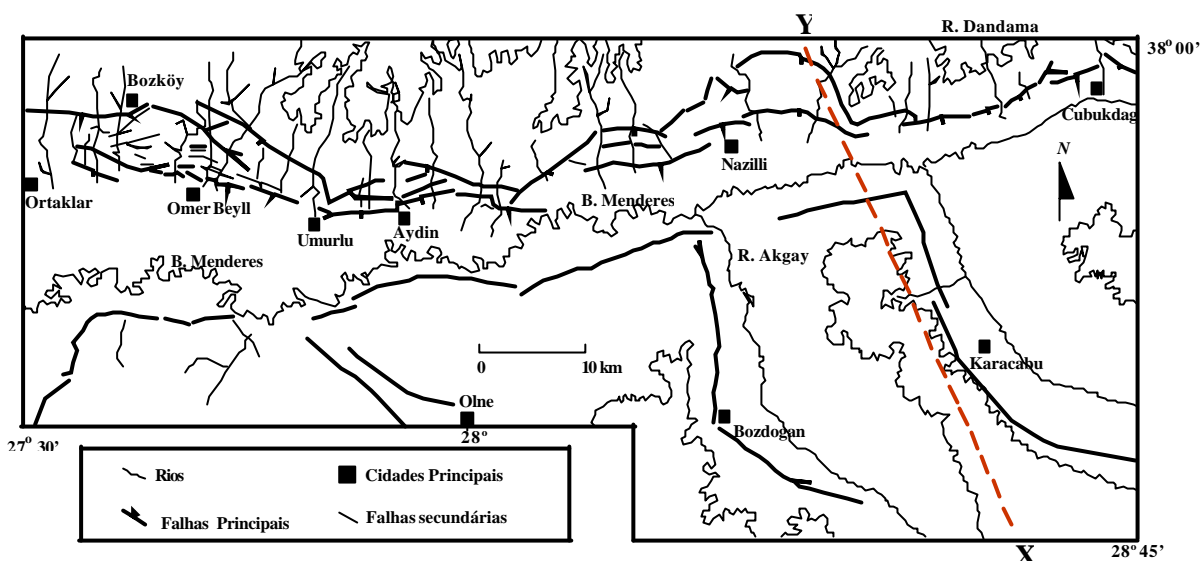 Y
R. Dandama
38° 00'
Bozköy
Cubukdag
N
Nazilli
Ortaklar
Omer Beyll
B. Menderes
Umurlu
Aydin
R. Akgay
B. Menderes
0
10 km
Karacabu
Olne
Bozdogan
27° 30'
28°
Rios
Cidades Principais
Falhas Principais
Falhas secundárias
X
28° 45'